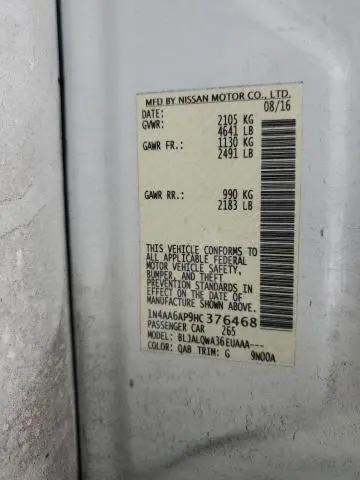 MFD BY NISSAN MOTOR CO., LTD.
DATE: 08/16
GVWR: 2105 KG
4641 LB
GAWR FR.: 1130 KG
2491 LB
GAWR RR.: 990 KG
2183 LB
THIS VEHICLE CONFORMS TO
ALL APPLICABLE FEDERAL
MOTOR VEHICLE SAFETY,
BUMPER, AND THEFT
PREVENTION STANDARDS IN
EFFECT ON THE DATE OF
MANUFACTURE SHOWN ABOVE.
1N4AA6AP9HC376468
PASSENGER CAR 265
MODEL: BLJALQWA36EUAAA---
COLOR: QAB TRIM: G 9N00A